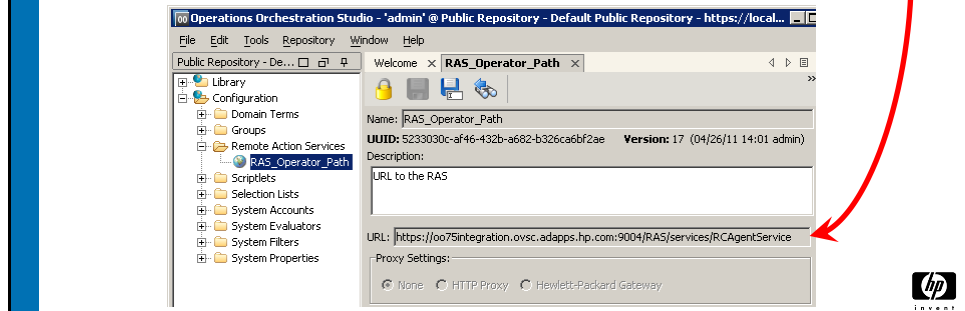 Operations Orchestration Studio - 'admin' @ Public Repository - Default Public Repository - https://local...
File Edit Tools Repository Window Help
Public Repository - De...
Library
Configuration
Domain Terms
Groups
Remote Action Services
RAS_Operator_Path
Scriptlets
Selection Lists
System Accounts
System Evaluators
System Filters
System Properties
Welcome RAS_Operator_Path
Name: RAS_Operator_Path
UUID: 5233030c-af46-432b-a682-b326ca6bf2ae Version: 17 (04/26/11 14:01 admin)
Description:
URL to the RAS
URL: https://oo75integration.ovsc.adapps.hp.com:9004/RAS/services/RCAgentService
Proxy Settings:
None HTTP Proxy Hewlett-Packard Gateway
hp
invent